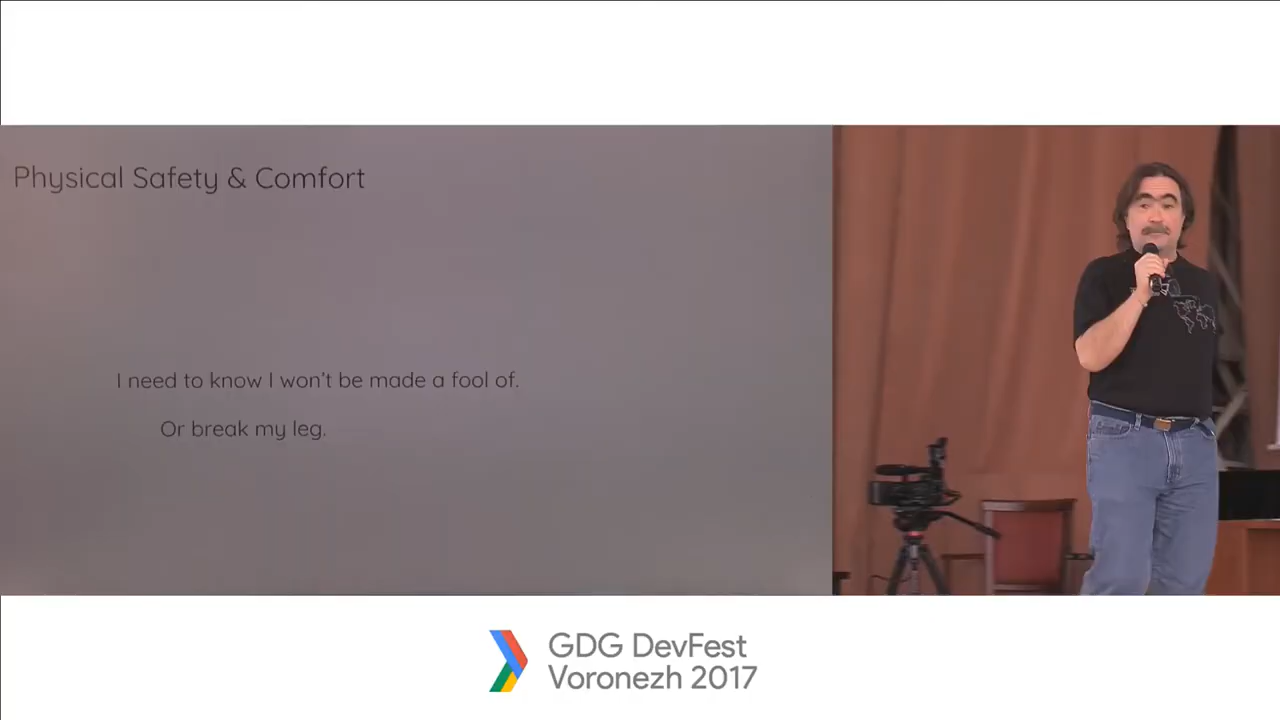 Physical Safety & Comfort
I need to know I won't be made a fool of.
Or break my leg.
GDG DevFest
Voronezh 2017